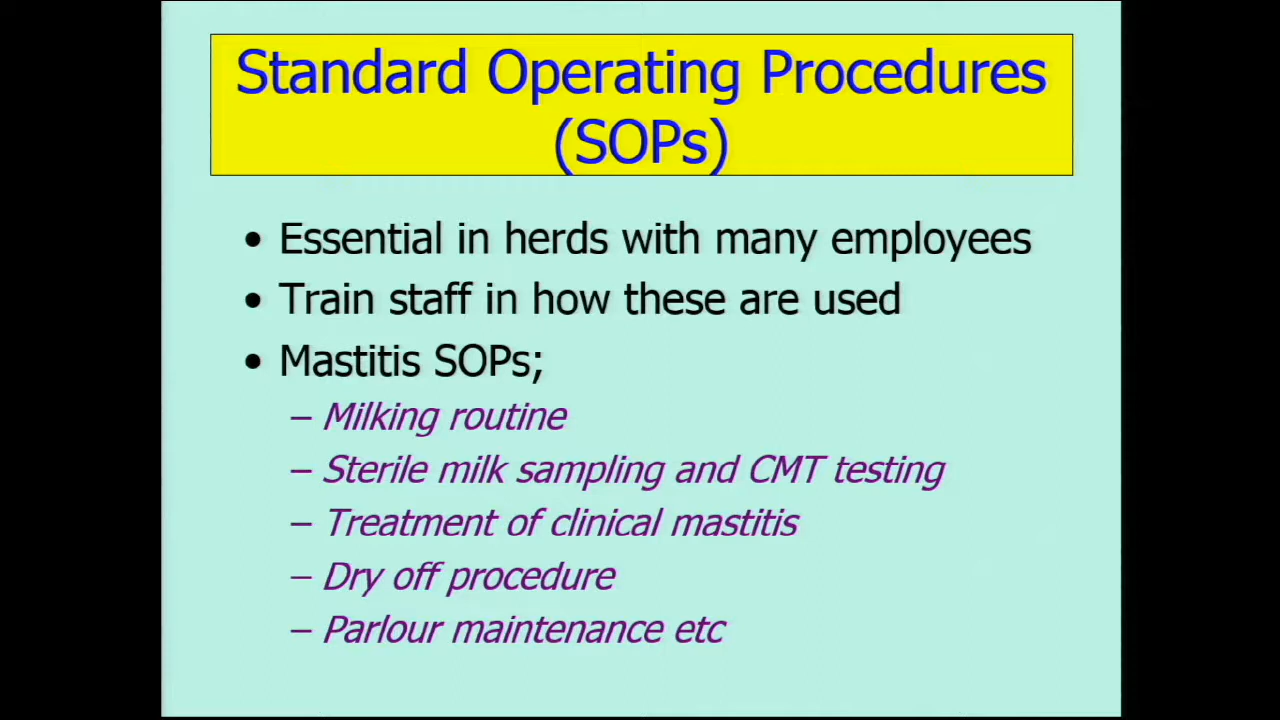 Standard Operating Procedures
(SOPs)
• Essential in herds with many employees
• Train staff in how these are used
• Mastitis SOPs;
– Milking routine
– Sterile milk sampling and CMT testing
– Treatment of clinical mastitis
– Dry off procedure
– Parlour maintenance etc